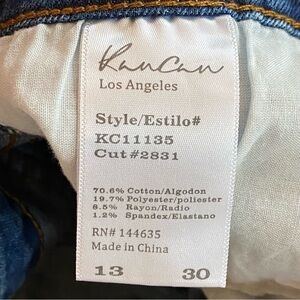 KanCan
Los Angeles
Style/Estilo#
KC11135
Cut#2831
70.6% Cotton/Algodon
19.7% Polyester/poliester
8.5% Rayon/Radio
1.2% Spandex/Elastano
RN# 144635
Made in China
13 30